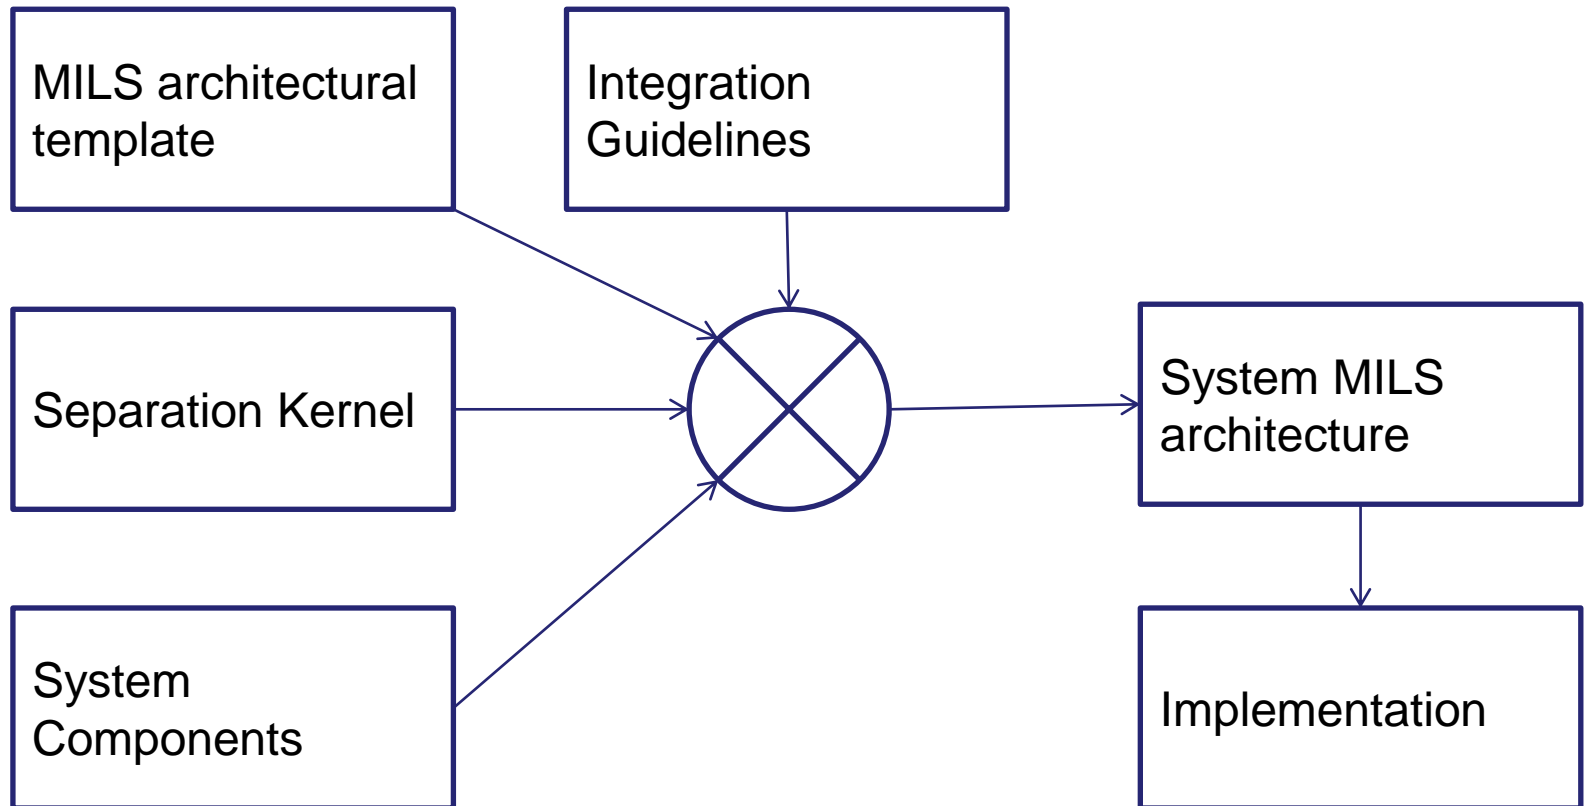 MILS architectural
template
Integration
Guidelines
Separation Kernel
System MILS
architecture
System
Components
Implementation